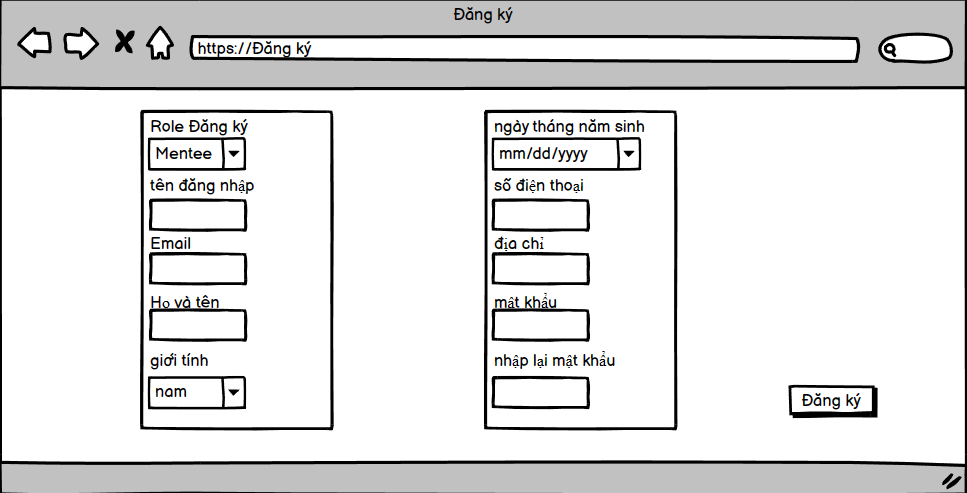 Đăng ký
https://Đăng ký
Role Đăng ký
Mentee
tên đăng nhập
Email
Họ và tên
giới tính
nam
ngày tháng năm sinh
mm/dd/yyyy
số điện thoại
địa chỉ
mật khẩu
nhập lại mật khẩu
Đăng ký